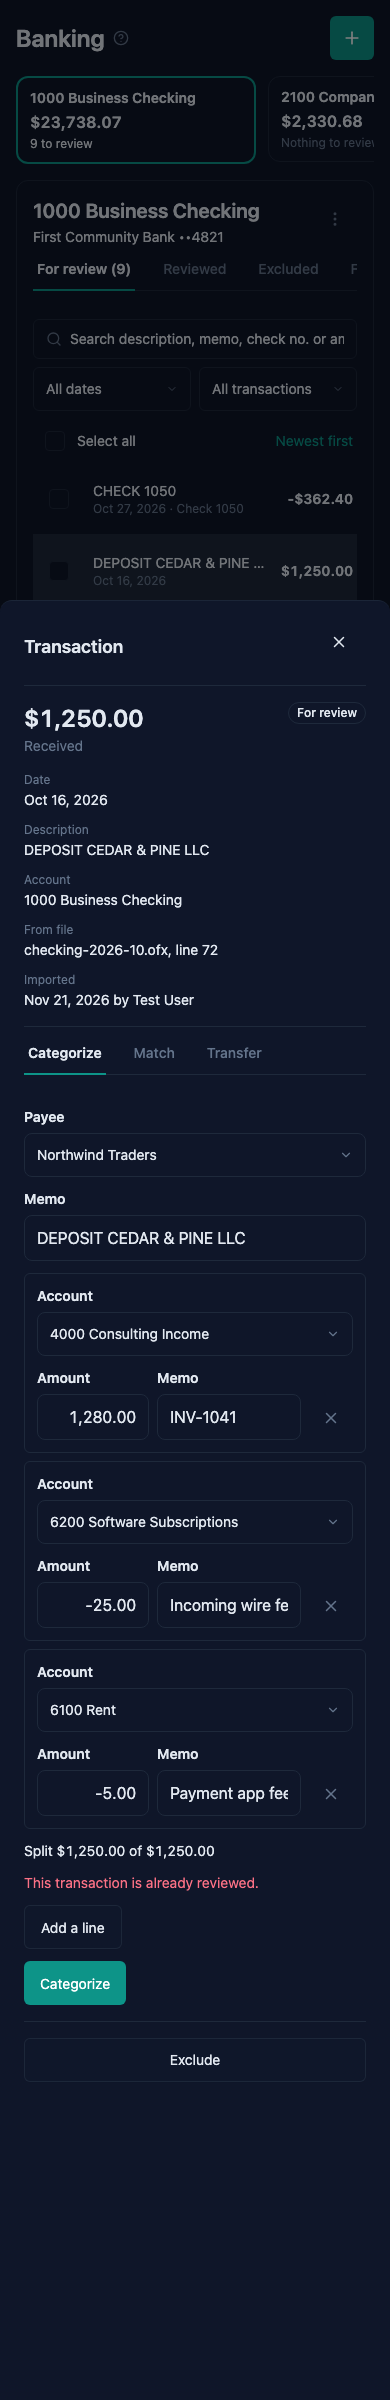 Banking
1000 Business Checking
$23,738.07
9 to review
2100 Compan
$2,330.68
Nothing to review
1000 Business Checking
First Community Bank ••4821
For review (9)
Reviewed
Excluded
F
Search description, memo, check no. or am
All dates
All transactions
Select all
Newest first
CHECK 1050
-$362.40
Oct 27, 2026 · Check 1050
DEPOSIT CEDAR & PINE ...
$1,250.00
Oct 16, 2026
Transaction
$1,250.00
For review
Received
Date
Oct 16, 2026
Description
DEPOSIT CEDAR & PINE LLC
Account
1000 Business Checking
From file
checking-2026-10.ofx, line 72
Imported
Nov 21, 2026 by Test User
Categorize
Match
Transfer
Payee
Northwind Traders
Memo
DEPOSIT CEDAR & PINE LLC
Account
4000 Consulting Income
Amount
Memo
1,280.00
INV-1041
Account
6200 Software Subscriptions
Amount
Memo
-25.00
Incoming wire fe
Account
6100 Rent
Amount
Memo
-5.00
Payment app fee
Split $1,250.00 of $1,250.00
This transaction is already reviewed.
Add a line
Categorize
Exclude